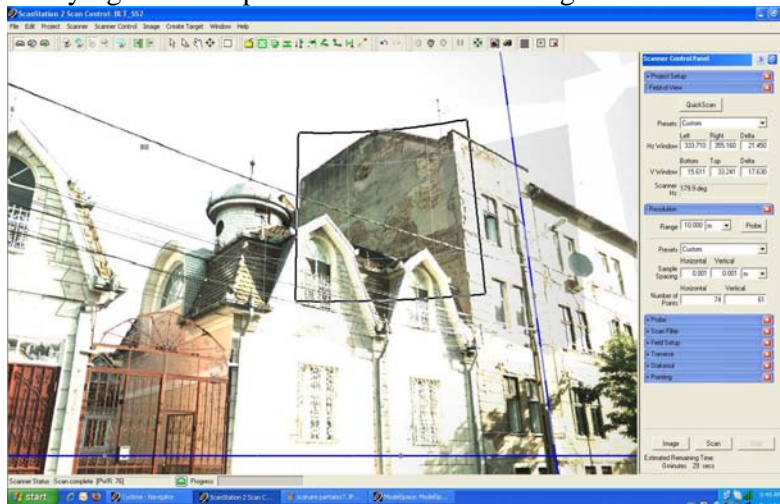 ScanStation 2 Scan Control: BLT_SS2
File Edit Project Scanner Scanner Control Image Create Target Window Help
Scanner Control Panel
Project Setup
Field of View
QuickScan
Presets Custom
Left Right Delta
Hz Window 333.710 355.160 21.450
Bottom Top Delta
V Window 15.611 33.241 17.630
Scanner Hz 179.9 deg
Resolution
Range 10.000 m Probe
Presets Custom
Horizontal Vertical
Sample Spacing 0.001 0.001 m
Horizontal Vertical
Number of Points 74 61
Probe
Scan Filter
Field Setup
Traverse
Stakeout
Pointing
Image Scan
Estimated Remaining Time:
0 minutes 29 secs
Scanner Status Scan complete [PwR: 76] Progress
start Cyclone - Navigator ScanStation 2 Scan C... ModelSpace: ModelSp...